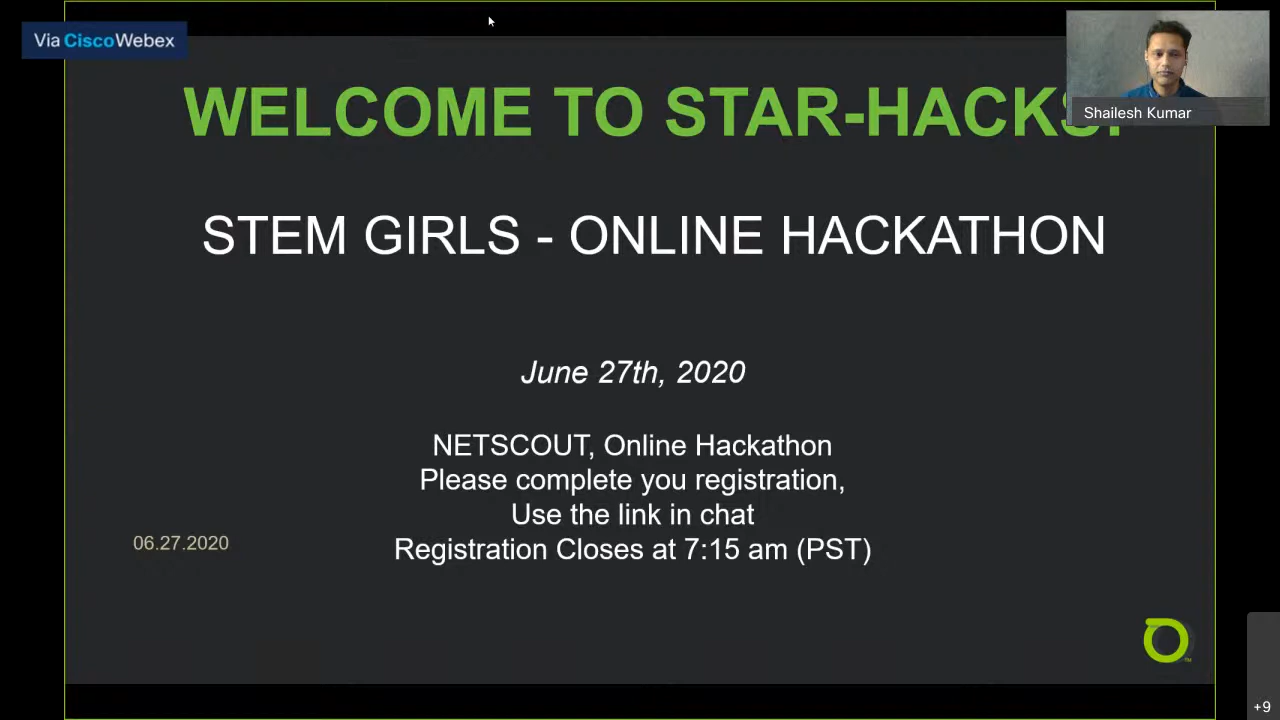 Via CiscoWebex
WELCOME TO STAR-HACKS!
Shailesh Kumar
STEM GIRLS - ONLINE HACKATHON
June 27th, 2020
NETSCOUT, Online Hackathon
Please complete you registration,
Use the link in chat
06.27.2020
Registration Closes at 7:15 am (PST)
TM
+9